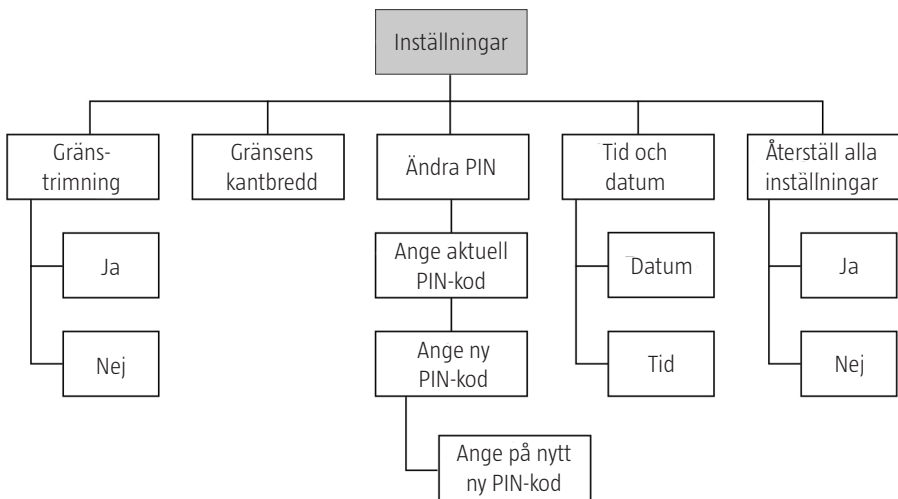 Inställningar
Gräns-
trimning
Gränsens
kantbredd
Ändra PIN
Tid och
datum
Återställ alla
inställningar
Ja
Ange aktuell
PIN-kod
Datum
Ja
Nej
Ange ny
PIN-kod
Tid
Nej
Ange på nytt
ny PIN-kod